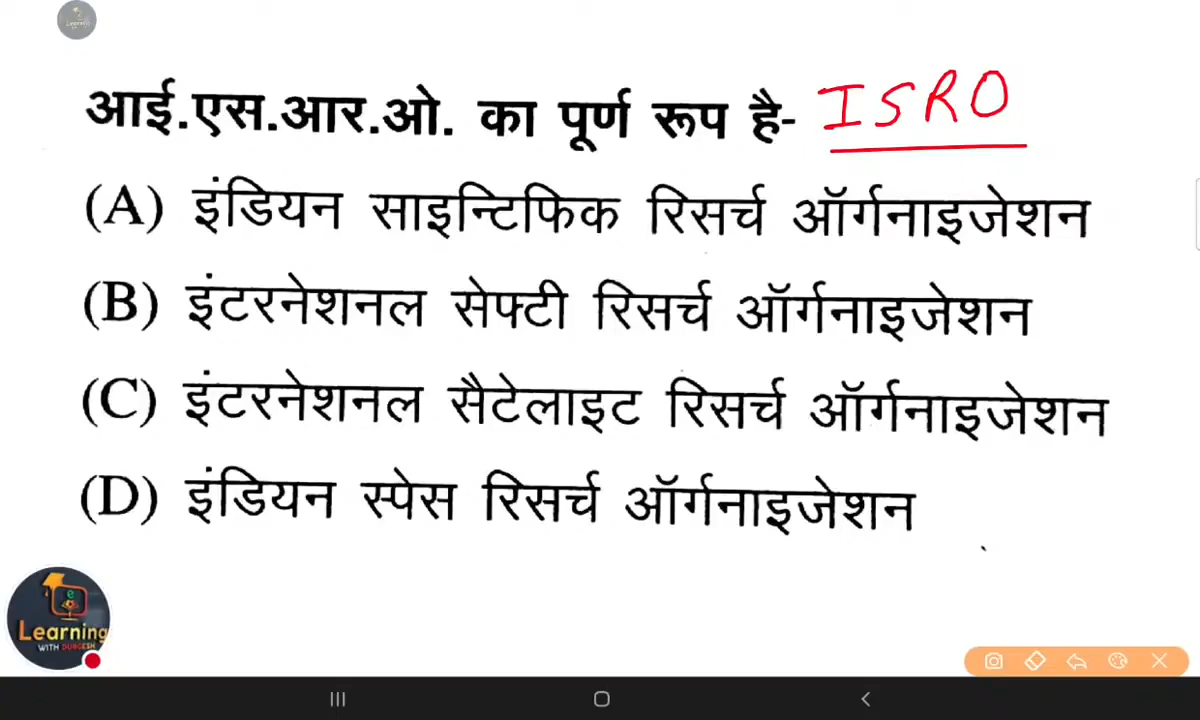 आई.एस.आर.ओ. का पूर्ण रूप है- ISRO
(A) इंडियन साइन्टिफिक रिसर्च ऑर्गनाइजेशन
(B) इंटरनेशनल सेफ्टी रिसर्च ऑर्गनाइजेशन
(C) इंटरनेशनल सैटेलाइट रिसर्च ऑर्गनाइजेशन
(D) इंडियन स्पेस रिसर्च ऑर्गनाइजेशन
e
Learning
WITH DURGESH